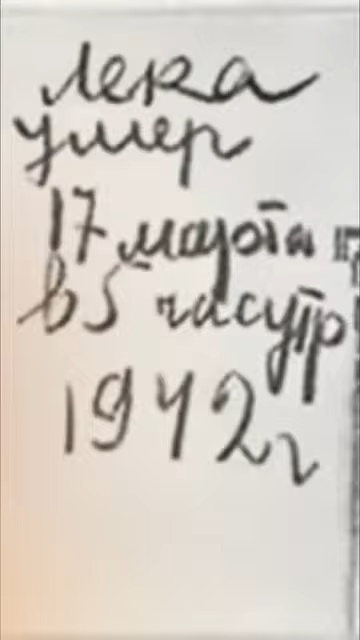 Лека
умер
17 марта
в 5 час утр
1942 г